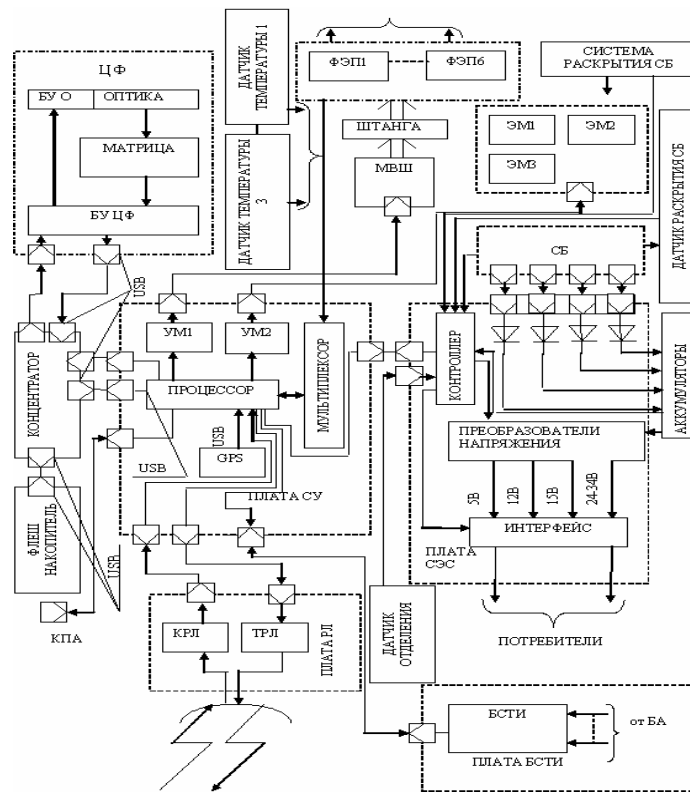 ЦФ
БУ О
ОПТИКА
МАТРИЦА
БУ ЦФ
ДАТЧИК
ТЕМПЕРАТУРЫ 1
ДАТЧИК ТЕМПЕРАТУРЫ
3
ФЭП1
ФЭП6
ШТАНГА
МВШ
СИСТЕМА
РАСКРЫТИЯ СБ
ЭМ1
ЭМ2
ЭМ3
ДАТЧИК РАСКРЫТИЯ СБ
СБ
USB
УМ1
УМ2
МУЛЬТИПЛЕКСОР
КОНТРОЛЛЕР
АККУМУЛЯТОРЫ
КОНЦЕНТРАТОР
ПРОЦЕССОР
USB
GPS
USB
ПЛАТА СУ
ПРЕОБРАЗОВАТЕЛИ
НАПРЯЖЕНИЯ
5В
12В
15В
24-34В
ИНТЕРФЕЙС
ПЛАТА
СЭС
ФЛЕШ
НАКОПИТЕЛЬ
USB
КПА
КРЛ
ТРЛ
ПЛАТА РЛ
ДАТЧИК
ОТДЕЛЕНИЯ
ПОТРЕБИТЕЛИ
БСТИ
от БА
ПЛАТА БСТИ